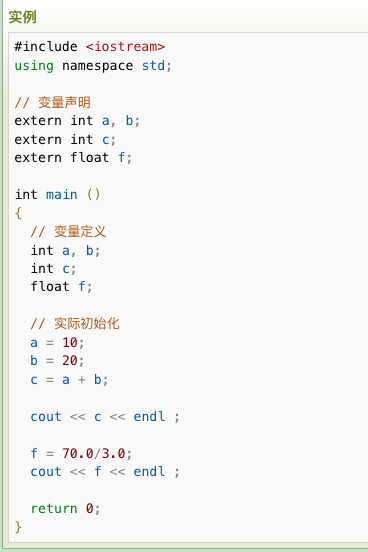 实例
#include <iostream>
using namespace std;
// 变量声明
extern int a, b;
extern int c;
extern float f;
int main ()
{
// 变量定义
int a, b;
int c;
float f;
// 实际初始化
a = 10;
b = 20;
c = a + b;
cout << c << endl ;
f = 70.0/3.0;
cout << f << endl ;
return 0;
}